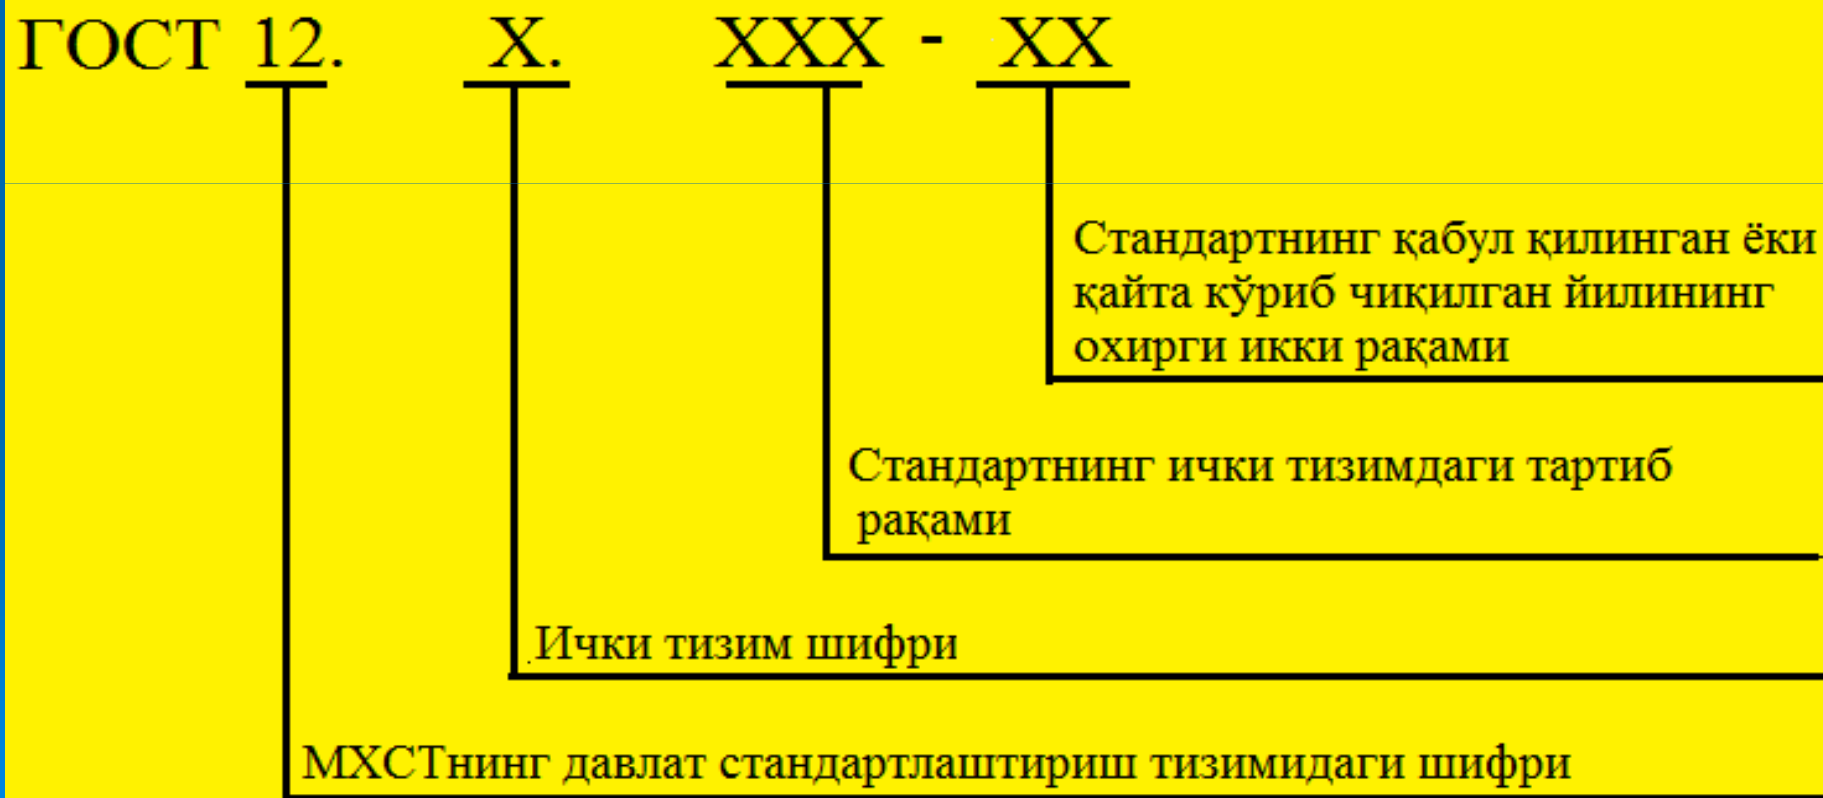 ГОСТ 12. Х. ХХХ - ХХ
Стандартнинг қабул қилинган ёки
қайта кўриб чиқилган йилининг
охирги икки рақами
Стандартнинг ички тизимдаги тартиб
рақами
Ички тизим шифри
МХСТнинг давлат стандартлаштириш тизимидаги шифри